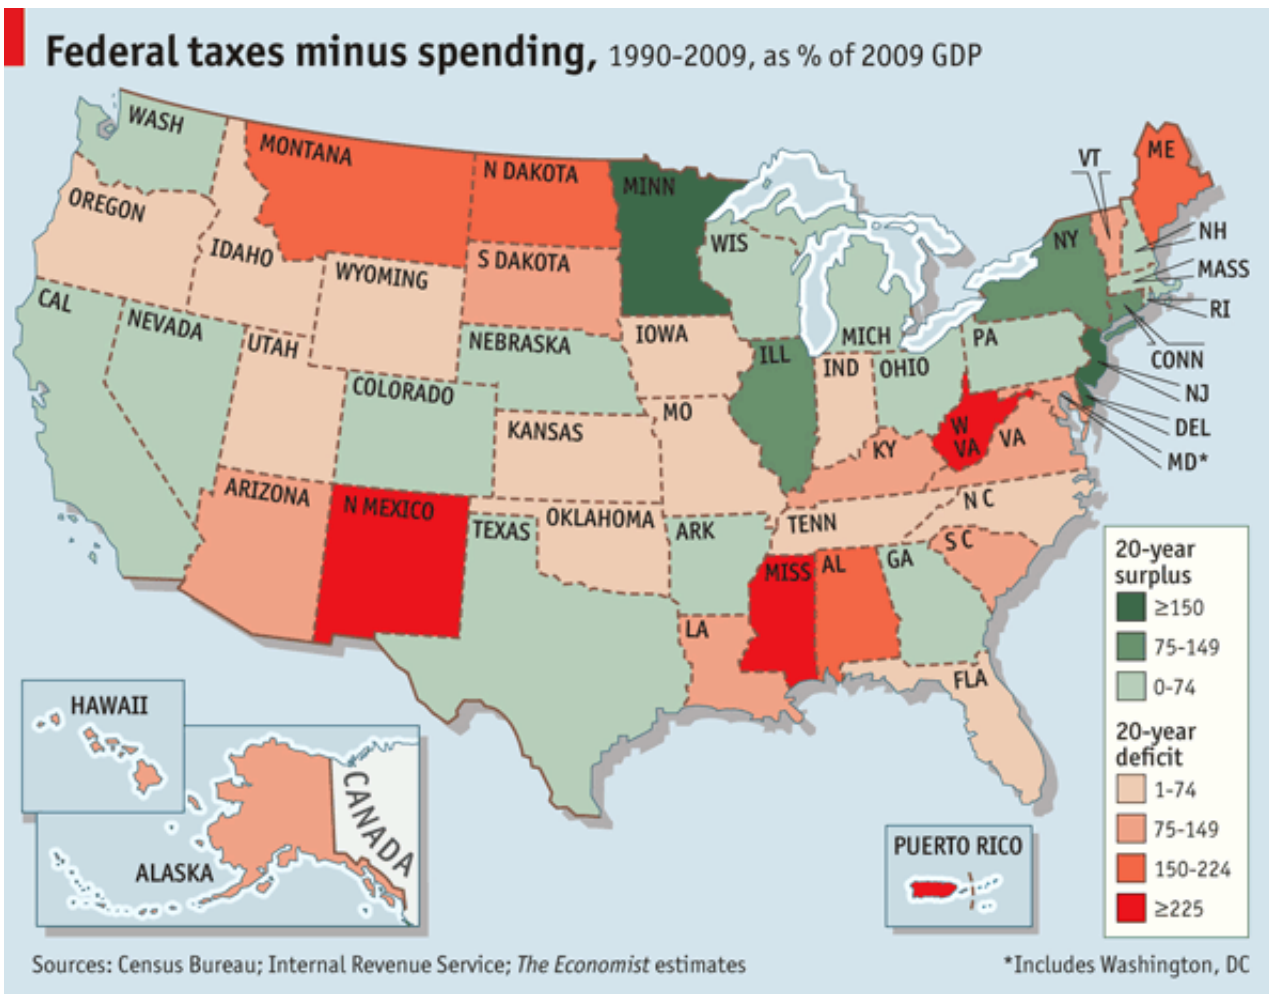 Federal taxes minus spending, 1990-2009, as % of 2009 GDP
WASH
MONTANA
N DAKOTA
MINN
VT
ME
OREGON
IDAHO
WYOMING
S DAKOTA
WIS
NY
NH
MASS
RI
CAL
NEVADA
UTAH
NEBRASKA
IOWA
ILL
MICH
IND
OHIO
PA
CONN
NJ
DEL
MD*
COLORADO
KANSAS
MO
KY
W
VA
VA
ARIZONA
N MEXICO
TEXAS
OKLAHOMA
ARK
TENN
N C
S C
MISS
AL
GA
LA
FLA
20-year
surplus
≥150
75-149
0-74
20-year
deficit
1-74
75-149
150-224
≥225
HAWAII
ALASKA
CANADA
PUERTO RICO
Sources: Census Bureau; Internal Revenue Service; The Economist estimates
*Includes Washington, DC